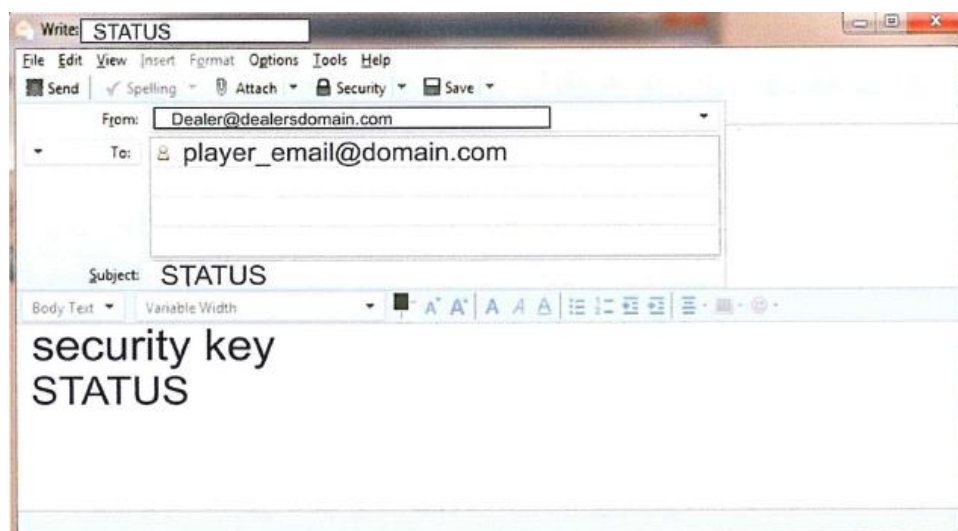 Write: STATUS
File Edit View Insert Format Options Tools Help
Send Spelling Attach Security Save
From: Dealer@dealersdomain.com
To: player_email@domain.com
Subject: STATUS
Body Text Variable Width
security key
STATUS